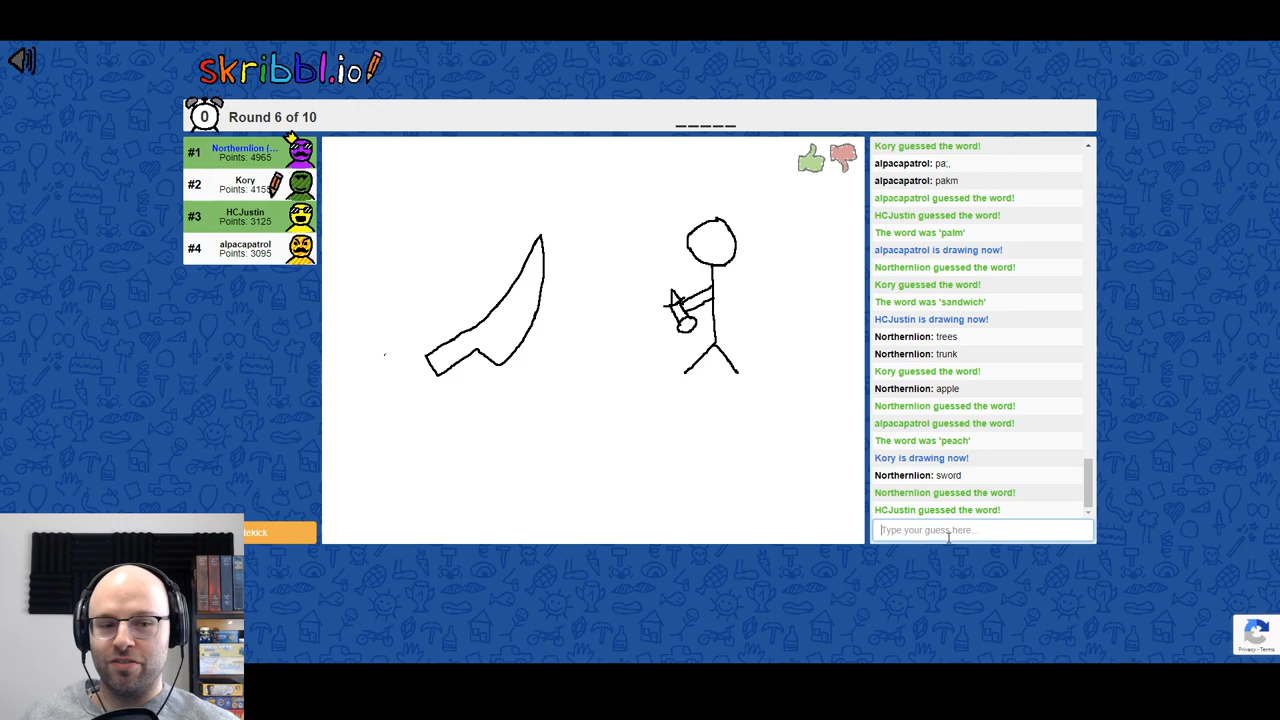 skribbl.io
0
Round 6 of 10
_____
#1
Northernlion (...
Points: 4965
#2
Kory
Points: 4155
#3
HCJustin
Points: 3125
#4
alpacapatrol
Points: 3095
Kory guessed the word!
alpacapatrol: pa;,
alpacapatrol: pakm
alpacapatrol guessed the word!
HCJustin guessed the word!
The word was 'palm'
alpacapatrol is drawing now!
Northernlion guessed the word!
Kory guessed the word!
The word was 'sandwich'
HCJustin is drawing now!
Northernlion: trees
Northernlion: trunk
Kory guessed the word!
Northernlion: apple
Northernlion guessed the word!
alpacapatrol guessed the word!
The word was 'peach'
Kory is drawing now!
Northernlion: sword
Northernlion guessed the word!
HCJustin guessed the word!
Type your guess here...
tekick
Privacy - Terms